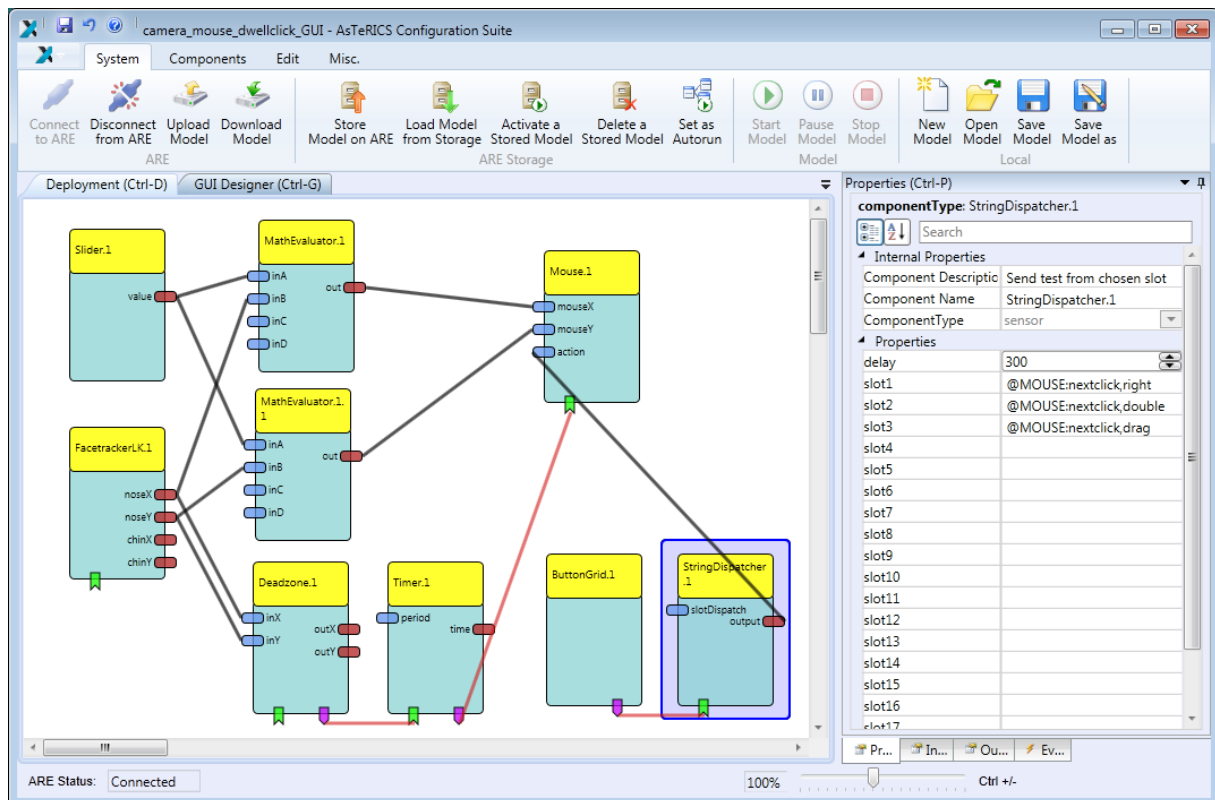 camera_mouse_dwellclick_GUI - AsTeRICS Configuration Suite
System Components Edit Misc.
Connect to ARE
Disconnect from ARE
Upload Model
Download Model
ARE
Store Model on ARE
Load Model from Storage
Activate a Stored Model
Delete a Stored Model
Set as Autorun
ARE Storage
Start Model
Pause Model
Stop Model
Model
New Model
Open Model
Save Model
Save Model as
Local
Deployment (Ctrl-D) GUI Designer (Ctrl-G)
Slider.1
value
FacetrackerLK.1
noseX
noseY
chinX
chinY
MathEvaluator.1
inA
out
inB
inC
inD
MathEvaluator.1.
1
inA
out
inB
inC
inD
Mouse.1
mouseX
mouseY
action
Deadzone.1
inX
outX
inY
outY
Timer.1
period
time
ButtonGrid.1
StringDispatcher
.1
slotDispatch
output
Properties (Ctrl-P)
componentType: StringDispatcher.1
A
Z
Search
Internal Properties
Component Descriptio Send test from chosen slot
Component Name StringDispatcher.1
ComponentType sensor
Properties
delay 300
slot1 @MOUSE:nextclick,right
slot2 @MOUSE:nextclick,double
slot3 @MOUSE:nextclick,drag
slot4
slot5
slot6
slot7
slot8
slot9
slot10
slot11
slot12
slot13
slot14
slot15
slot16
slot17
Pr... In... Ou... Ev...
ARE Status: Connected
100%
Ctrl +/-